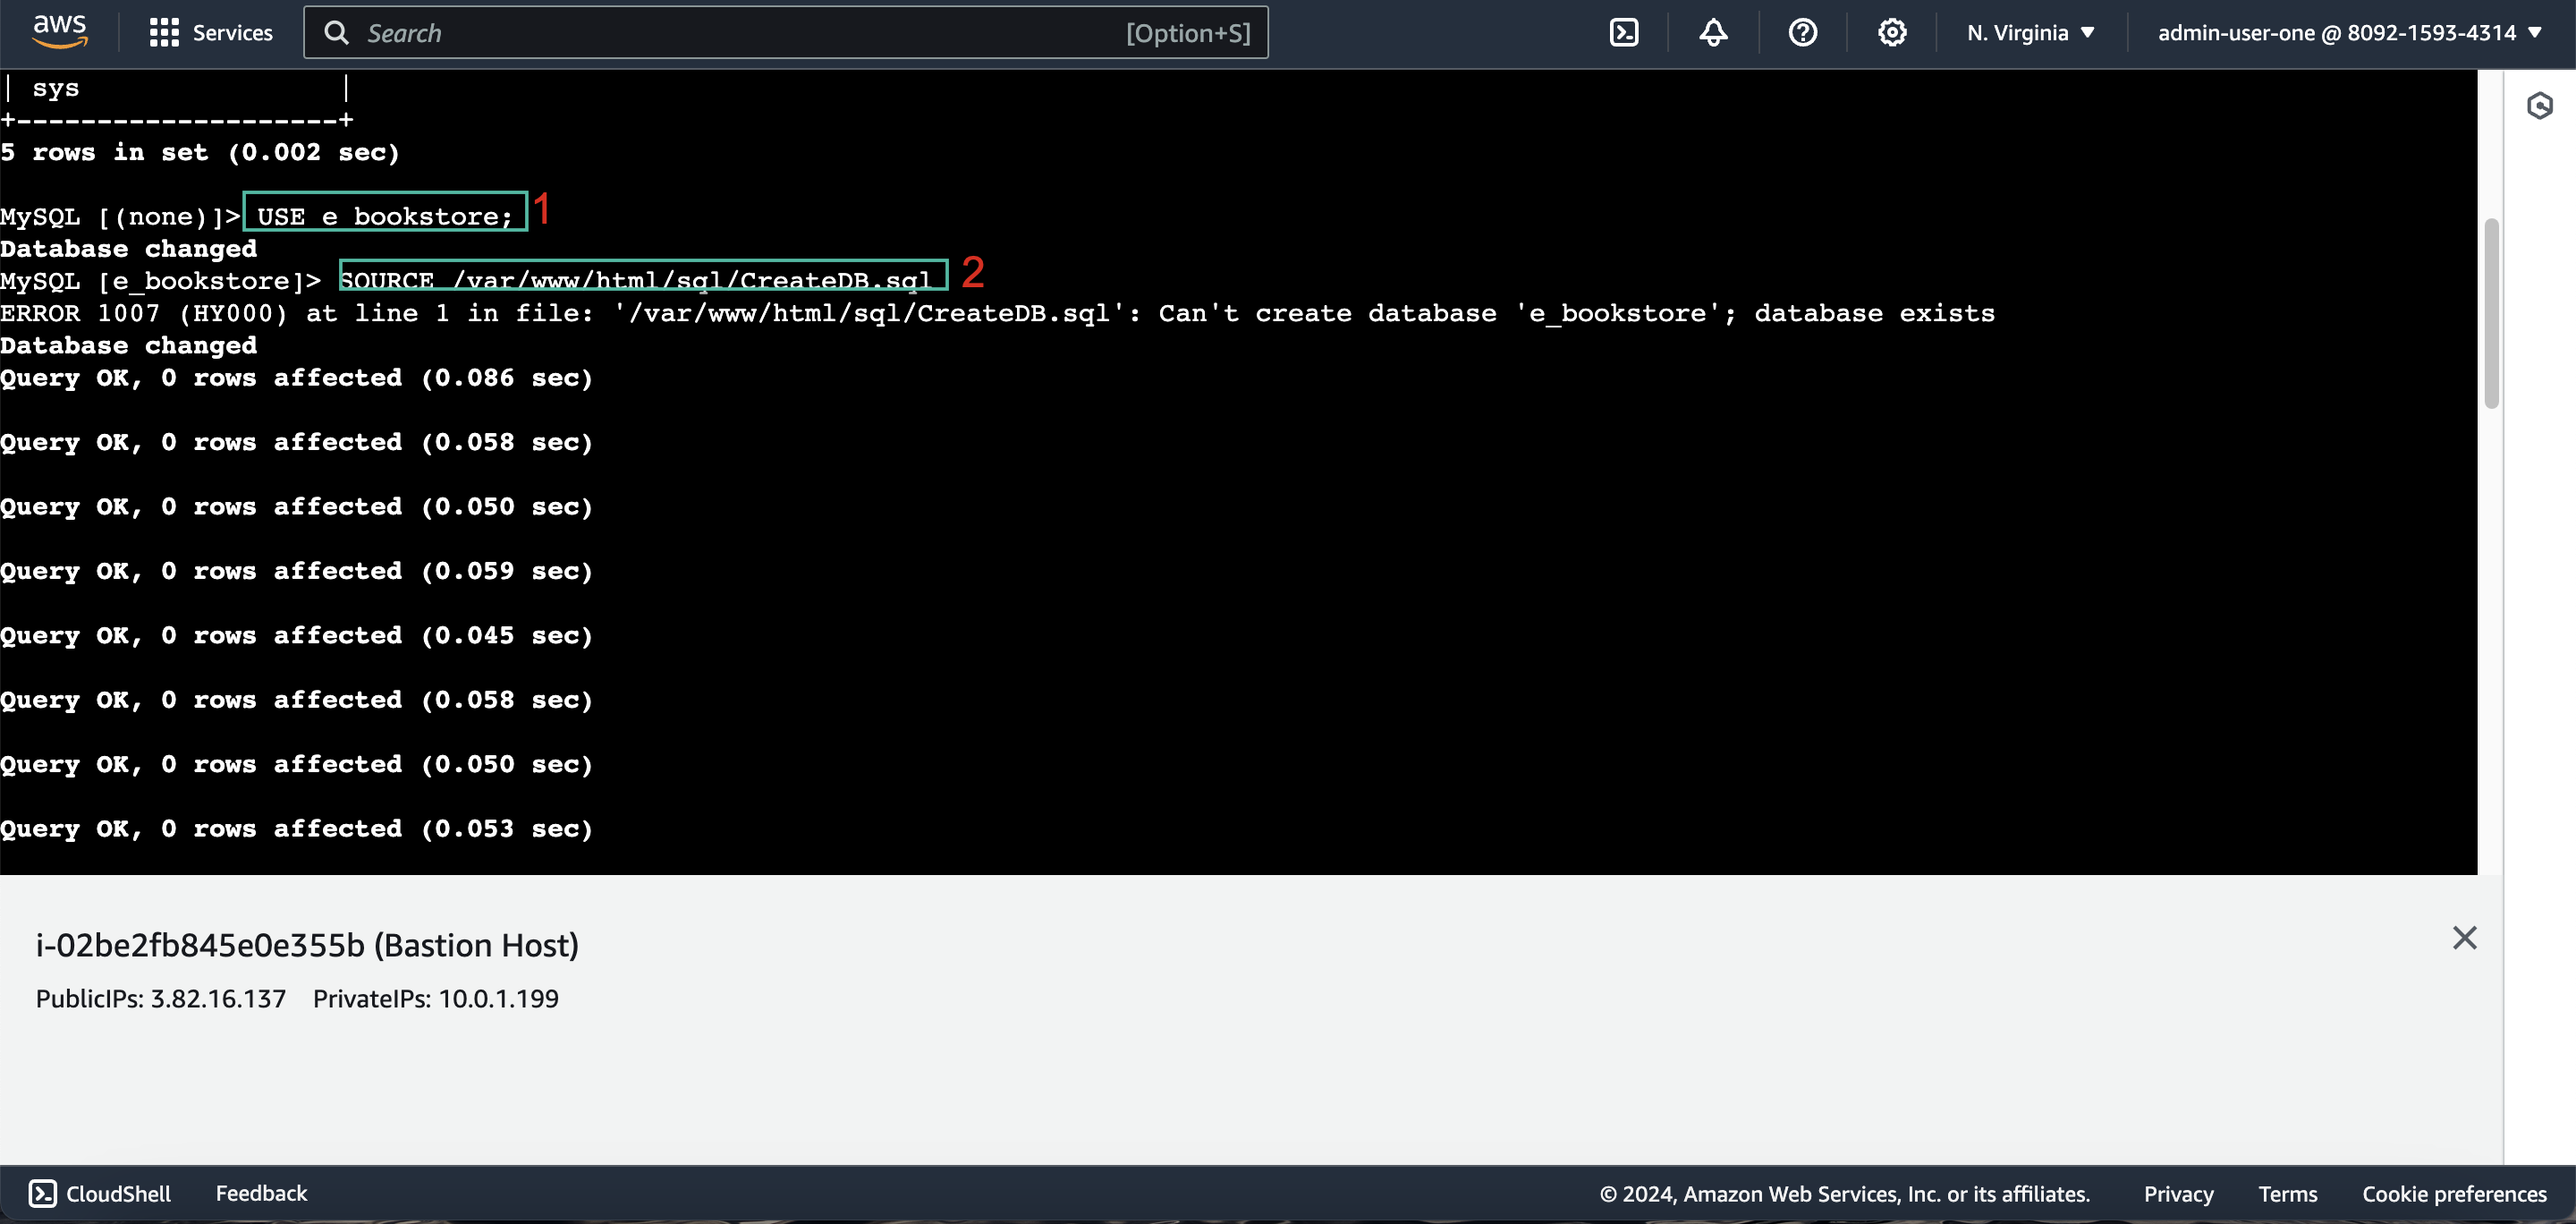 aws Services Search [Option+S] N. Virginia admin-user-one @ 8092-1593-4314
| sys |
+--------------------+
5 rows in set (0.002 sec)
MySQL [(none)]> USE e_bookstore; 1
Database changed
MySQL [e_bookstore]> SOURCE /var/www/html/sql/CreateDB.sql 2
ERROR 1007 (HY000) at line 1 in file: '/var/www/html/sql/CreateDB.sql': Can't create database 'e_bookstore'; database exists
Database changed
Query OK, 0 rows affected (0.086 sec)
Query OK, 0 rows affected (0.058 sec)
Query OK, 0 rows affected (0.050 sec)
Query OK, 0 rows affected (0.059 sec)
Query OK, 0 rows affected (0.045 sec)
Query OK, 0 rows affected (0.058 sec)
Query OK, 0 rows affected (0.050 sec)
Query OK, 0 rows affected (0.053 sec)
i-02be2fb845e0e355b (Bastion Host)
PublicIPs: 3.82.16.137 PrivateIPs: 10.0.1.199
CloudShell Feedback © 2024, Amazon Web Services, Inc. or its affiliates. Privacy Terms Cookie preferences